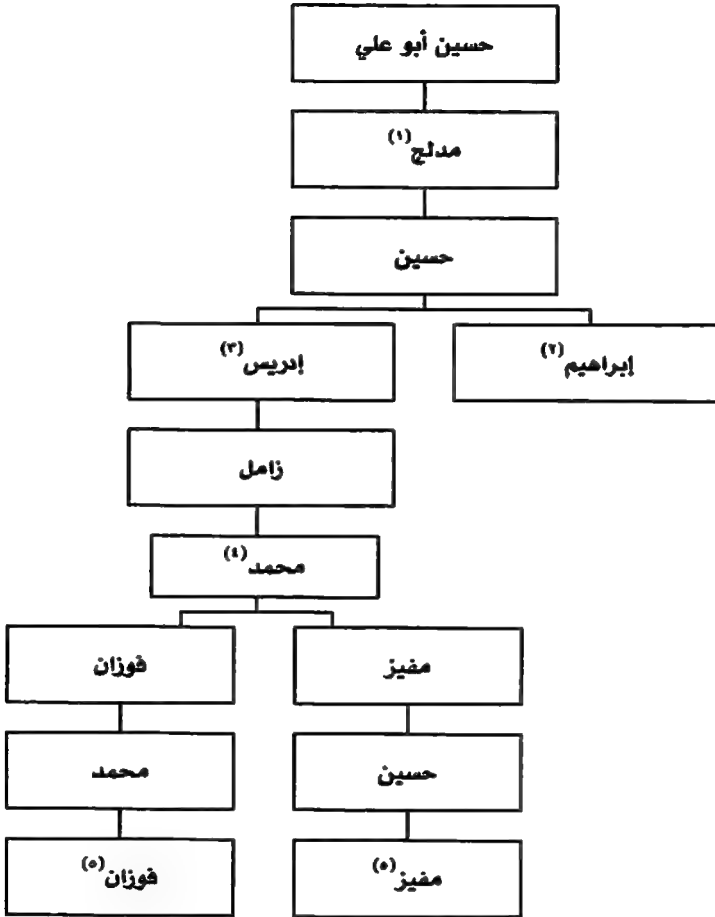 حسين أبو علي
مدلج(١)
حسين
إبراهيم(٢)
إدريس(٣)
زامل
محمد(٤)
مفيز
فوزان
حسين
محمد
مفيز(٥)
فوزان(٥)